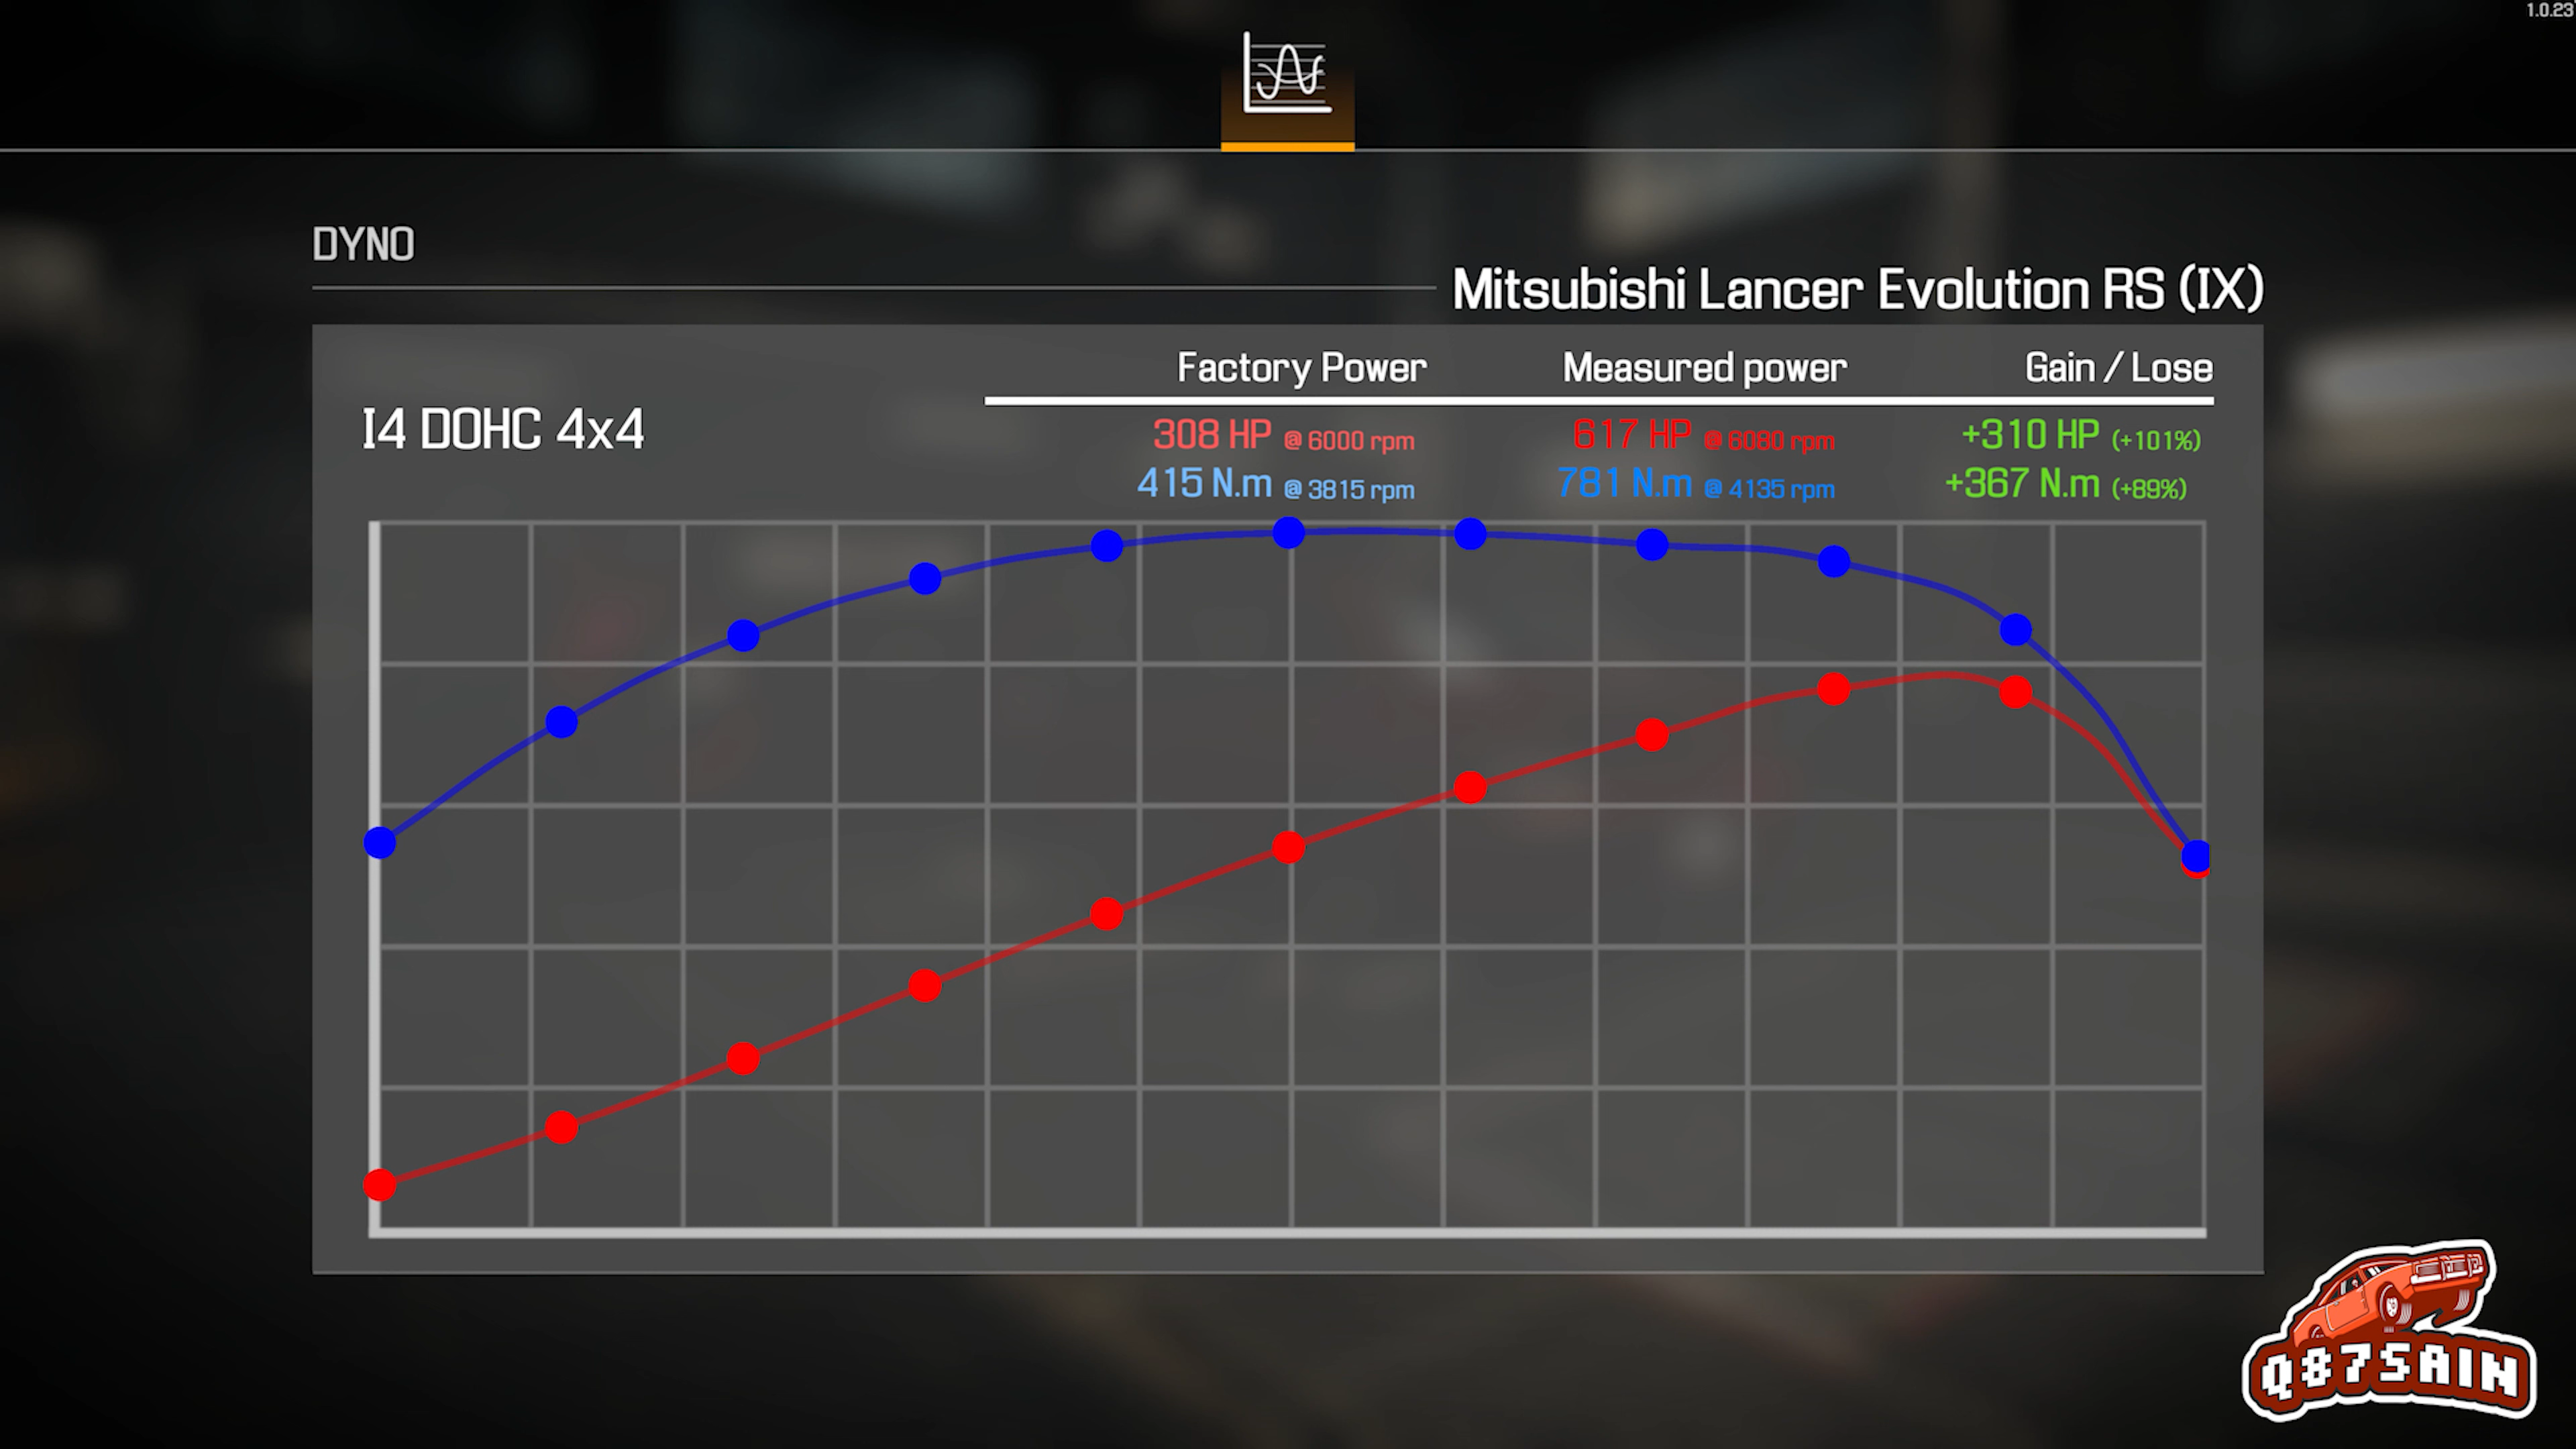 1.0.23
DYNO
Mitsubishi Lancer Evolution RS (IX)
Factory Power Measured power Gain / Lose
I4 DOHC 4x4
308 HP @ 6000 rpm 617 HP @ 6080 rpm +310 HP (+101%)
415 N.m @ 3815 rpm 781 N.m @ 4135 rpm +367 N.m (+89%)
Q87SAIN